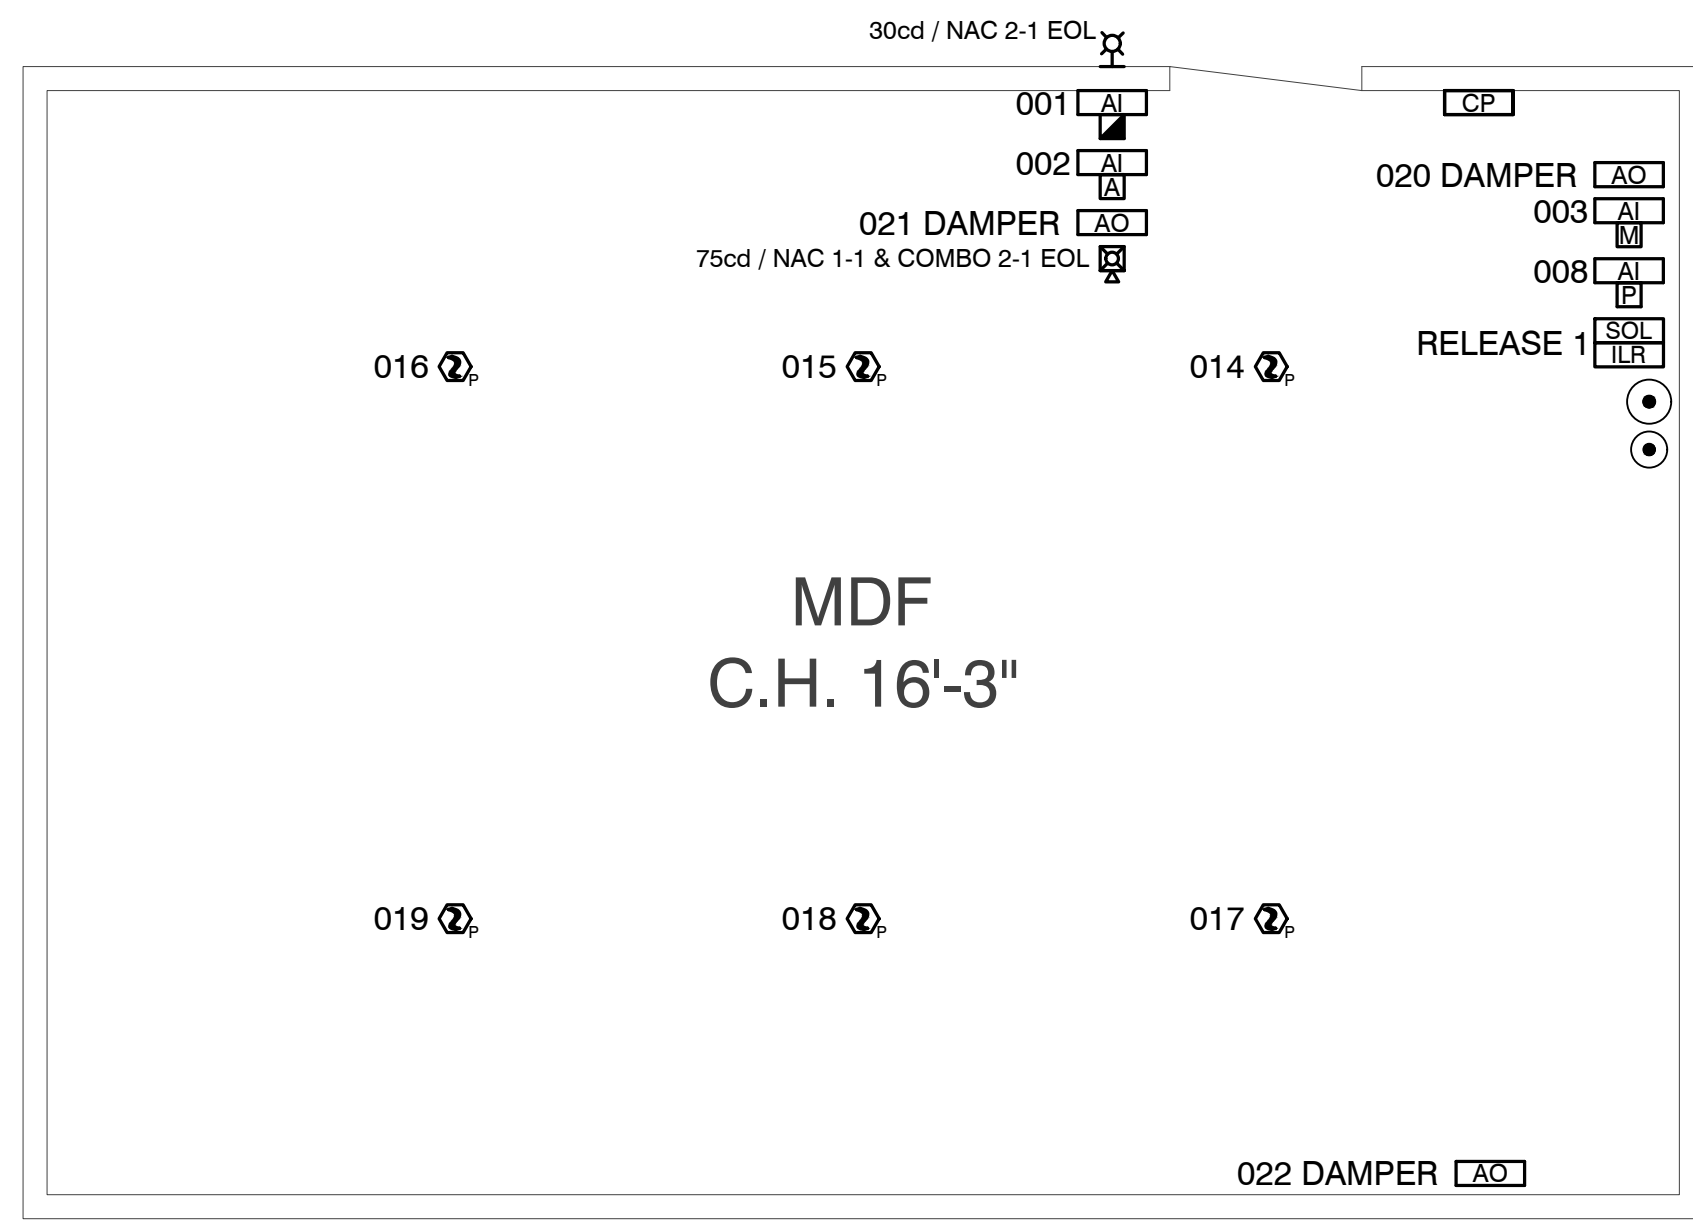 30cd / NAC 2-1 EOL
001 AI
CP
002 AI
A
020 DAMPER AO
003 AI
M
021 DAMPER AO
75cd / NAC 1-1 & COMBO 2-1 EOL
008 AI
P
RELEASE 1 SOL
ILR
016 P
015 P
014 P
MDF
C.H. 16'-3"
019 P
018 P
017 P
022 DAMPER AO